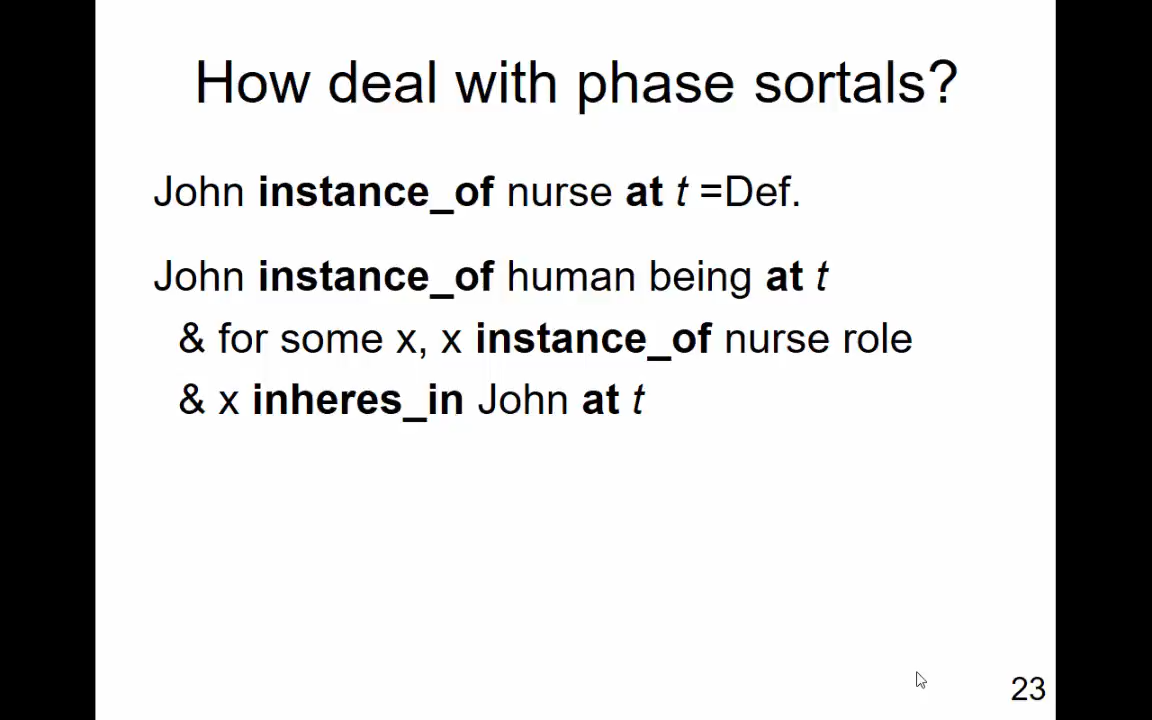 How deal with phase sortals?
John instance_of nurse at t =Def.
John instance_of human being at t
& for some x, x instance_of nurse role
& x inheres_in John at t
23